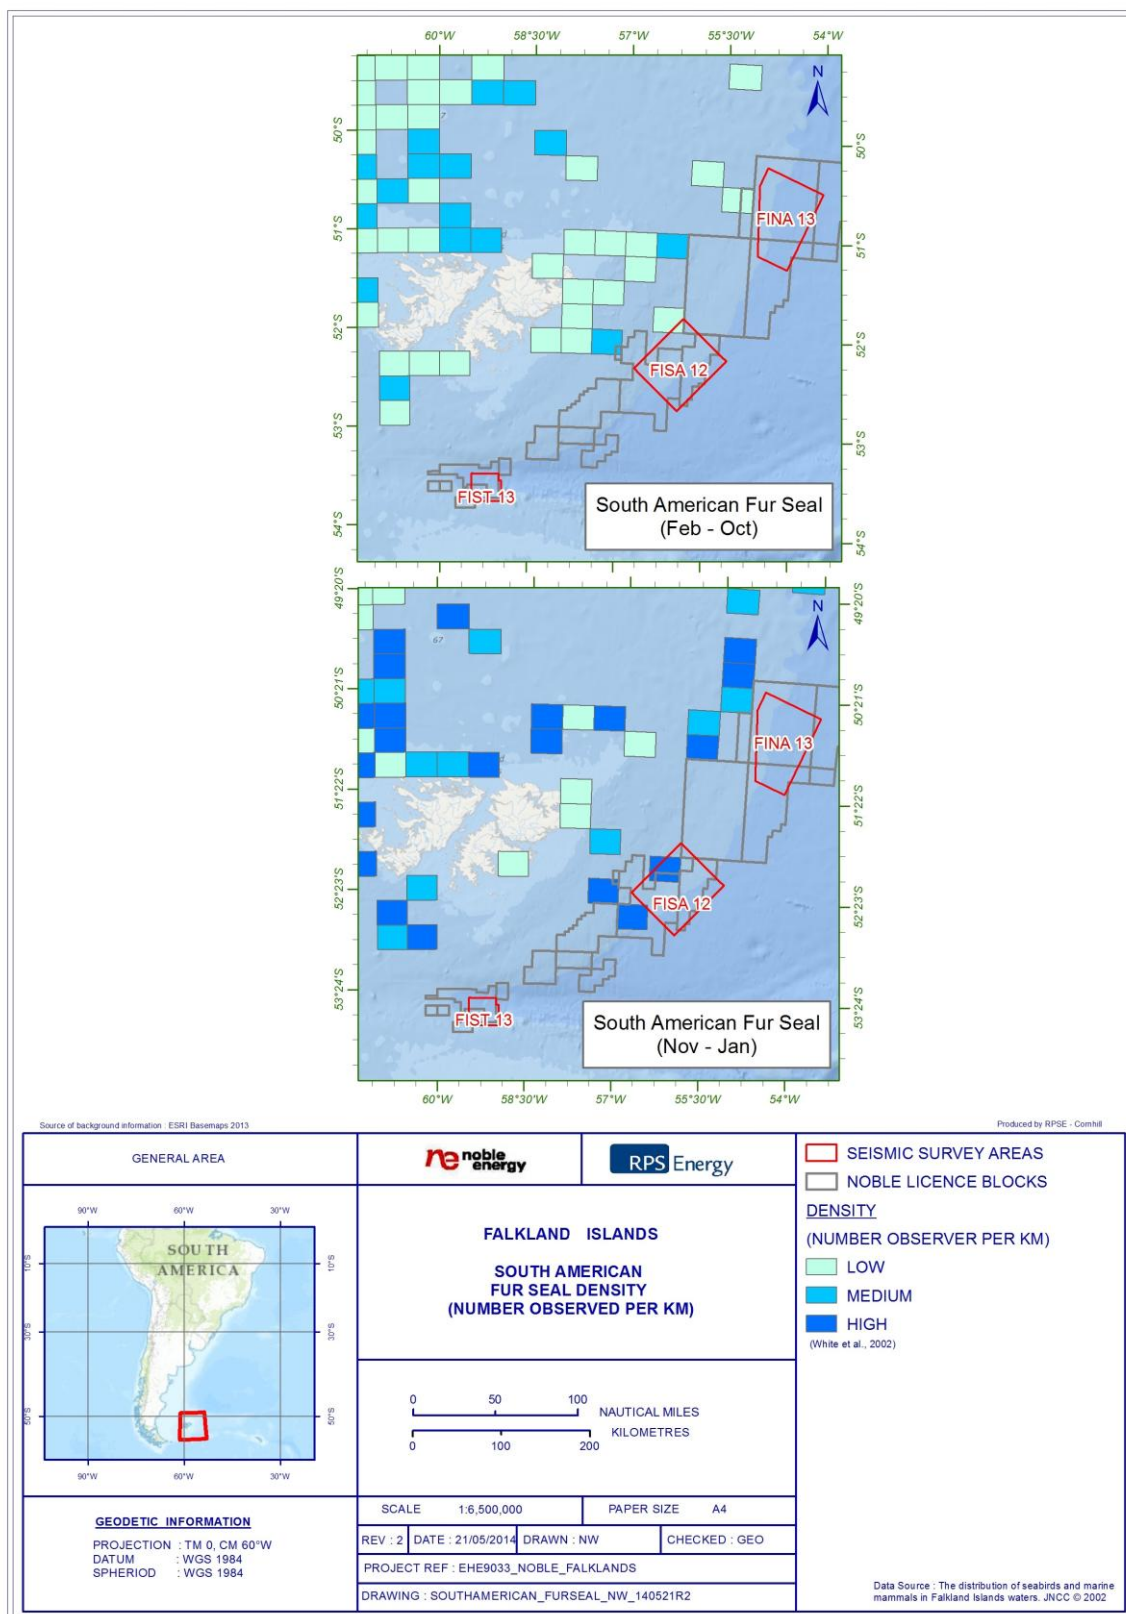 60°W 58°30'W 57°W 55°30'W 54°W
N
7
50°S
50°S
FINA 13
51°S
51°S
52°S
52°S
FISA 12
53°S
53°S
FIST 13
South American Fur Seal
(Feb - Oct)
54°S
54°S
49°20'S
49°20'S
N
67
50°21'S
50°21'S
FINA 13
51°22'S
51°22'S
52°23'S
52°23'S
FISA 12
53°24'S
53°24'S
FIST 13
South American Fur Seal
(Nov - Jan)
60°W 58°30'W 57°W 55°30'W 54°W
Source of background information : ESRI Basemaps 2013
Produced by RPSE - Cornhill
GENERAL AREA
90°W 60°W 30°W
SOUTH
AMERICA
10°S
10°S
30°S
30°S
50°S
50°S
90°W 60°W 30°W
GEODETIC INFORMATION
PROJECTION : TM 0, CM 60°W
DATUM : WGS 1984
SPHERIOD : WGS 1984
ne noble
energy
RPS Energy
FALKLAND ISLANDS
SOUTH AMERICAN
FUR SEAL DENSITY
(NUMBER OBSERVED PER KM)
0 50 100
NAUTICAL MILES
KILOMETRES
0 100 200
SCALE 1:6,500,000
PAPER SIZE A4
REV : 2 DATE : 21/05/2014 DRAWN : NW CHECKED : GEO
PROJECT REF : EHE9033_NOBLE_FALKLANDS
DRAWING : SOUTHAMERICAN_FURSEAL_NW_140521R2
SEISMIC SURVEY AREAS
NOBLE LICENCE BLOCKS
DENSITY
(NUMBER OBSERVER PER KM)
LOW
MEDIUM
HIGH
(White et al., 2002)
Data Source : The distribution of seabirds and marine
mammals in Falkland Islands waters. JNCC © 2002